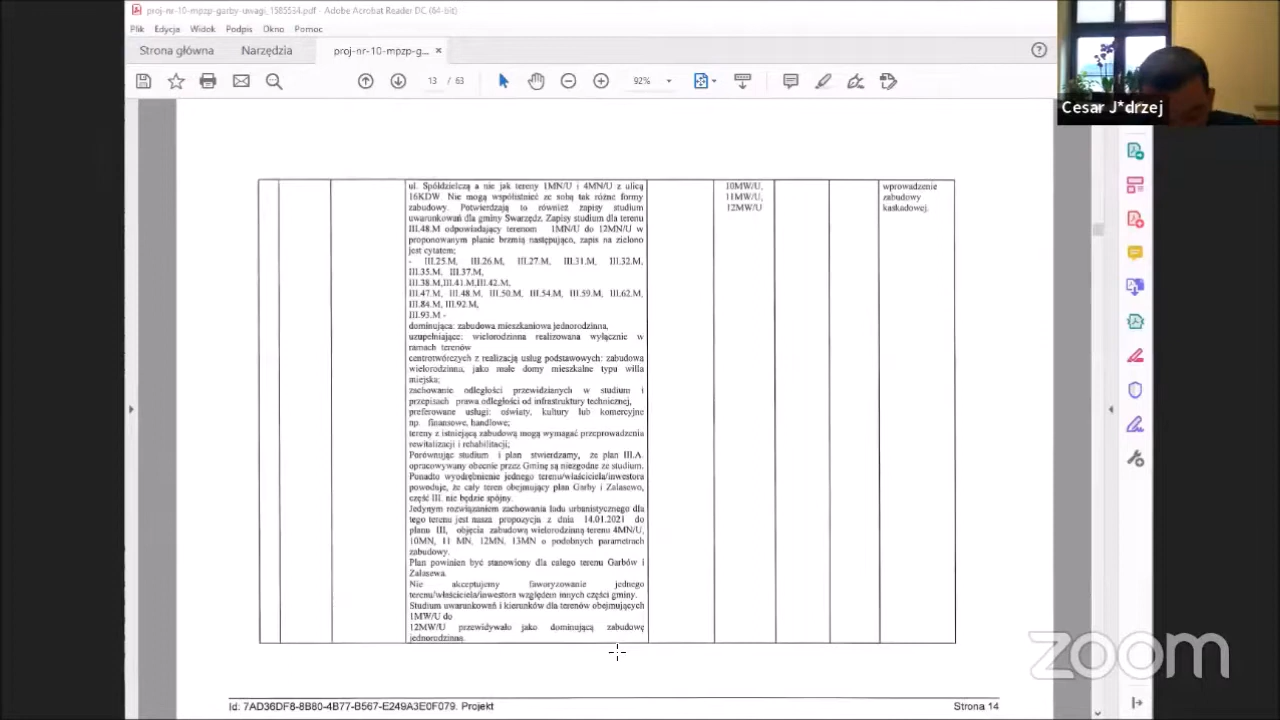 proj-nr-10-mpzp-garby-uwagi_1585534.pdf - Adobe Acrobat Reader DC (64-bit)
Plik Edycja Widok Podpis Okno Pomoc
Strona główna Narzędzia proj-nr-10-mpzp-g... ×
13 / 63 92%
Cesar J*drzej
ul. Spółdzielczą a nie jak tereny 1MN/U i 4MN/U z ulicą
16KDW. Nie mogą współistnieć ze sobą tak różne formy
zabudowy. Potwierdzają to również zapisy studium
uwarunkowań dla gminy Swarzędz. Zapisy studium dla terenu
III.48.M odpowiadający terenom 1MN/U do 12MN/U w
proponowanym planie brzmią następująco, zapis na zielono
jest cytatem;
- III.25.M, III.26.M, III.27.M, III.31.M, III.32.M,
III.35.M, III.37.M,
III.38.M,III.41.M,III.42.M,
III.47.M, III.48.M, III.50.M, III.54.M, III.59.M, III.62.M,
III.84.M, III.92.M,
III.93.M -
dominująca: zabudowa mieszkaniowa jednorodzinna,
uzupełniające: wielorodzinna realizowana wyłącznie w
ramach terenów
centrotwórczych z realizacją usług podstawowych: zabudowa
wielorodzinna, jako małe domy mieszkalne typu willa
miejska;
zachowanie odległości przewidzianych w studium i
przepisach prawa odległości od infrastruktury technicznej,
preferowane usługi: oświaty, kultury lub komercyjne
np. finansowe, handlowe;
tereny z istniejącą zabudową mogą wymagać przeprowadzenia
rewitalizacji i rehabilitacji;
Porównując studium i plan stwierdzamy, że plan III.A.
opracowywany obecnie przez Gminę są niezgodne ze studium.
Ponadto wyodrębnienie jednego terenu/właściciela/inwestora
powoduje, że cały teren obejmujący plan Garby i Zalasewo,
część III. nie będzie spójny.
Jedynym rozwiązaniem zachowania ładu urbanistycznego dla
tego terenu jest nasza propozycja z dnia 14.01.2021 do
planu III, objęcia zabudową wielorodzinną terenu 4MN/U,
10MN, 11 MN, 12MN, 13MN o podobnych parametrach
zabudowy.
Plan powinien być stanowiony dla całego terenu Garbów i
Zalasewa.
Nie akceptujemy faworyzowanie jednego
terenu/właściciela/inwestora względem innych części gminy.
Studium uwarunkowań i kierunków dla terenów obejmujących
1MW/U do
12MW/U przewidywało jako dominującą zabudowę
jednorodzinną.
10MW/U,
11MW/U,
12MW/U
wprowadzenie
zabudowy
kaskadowej.
zoom
Id: 7AD36DF8-8B80-4B77-B567-E249A3E0F079. Projekt Strona 14